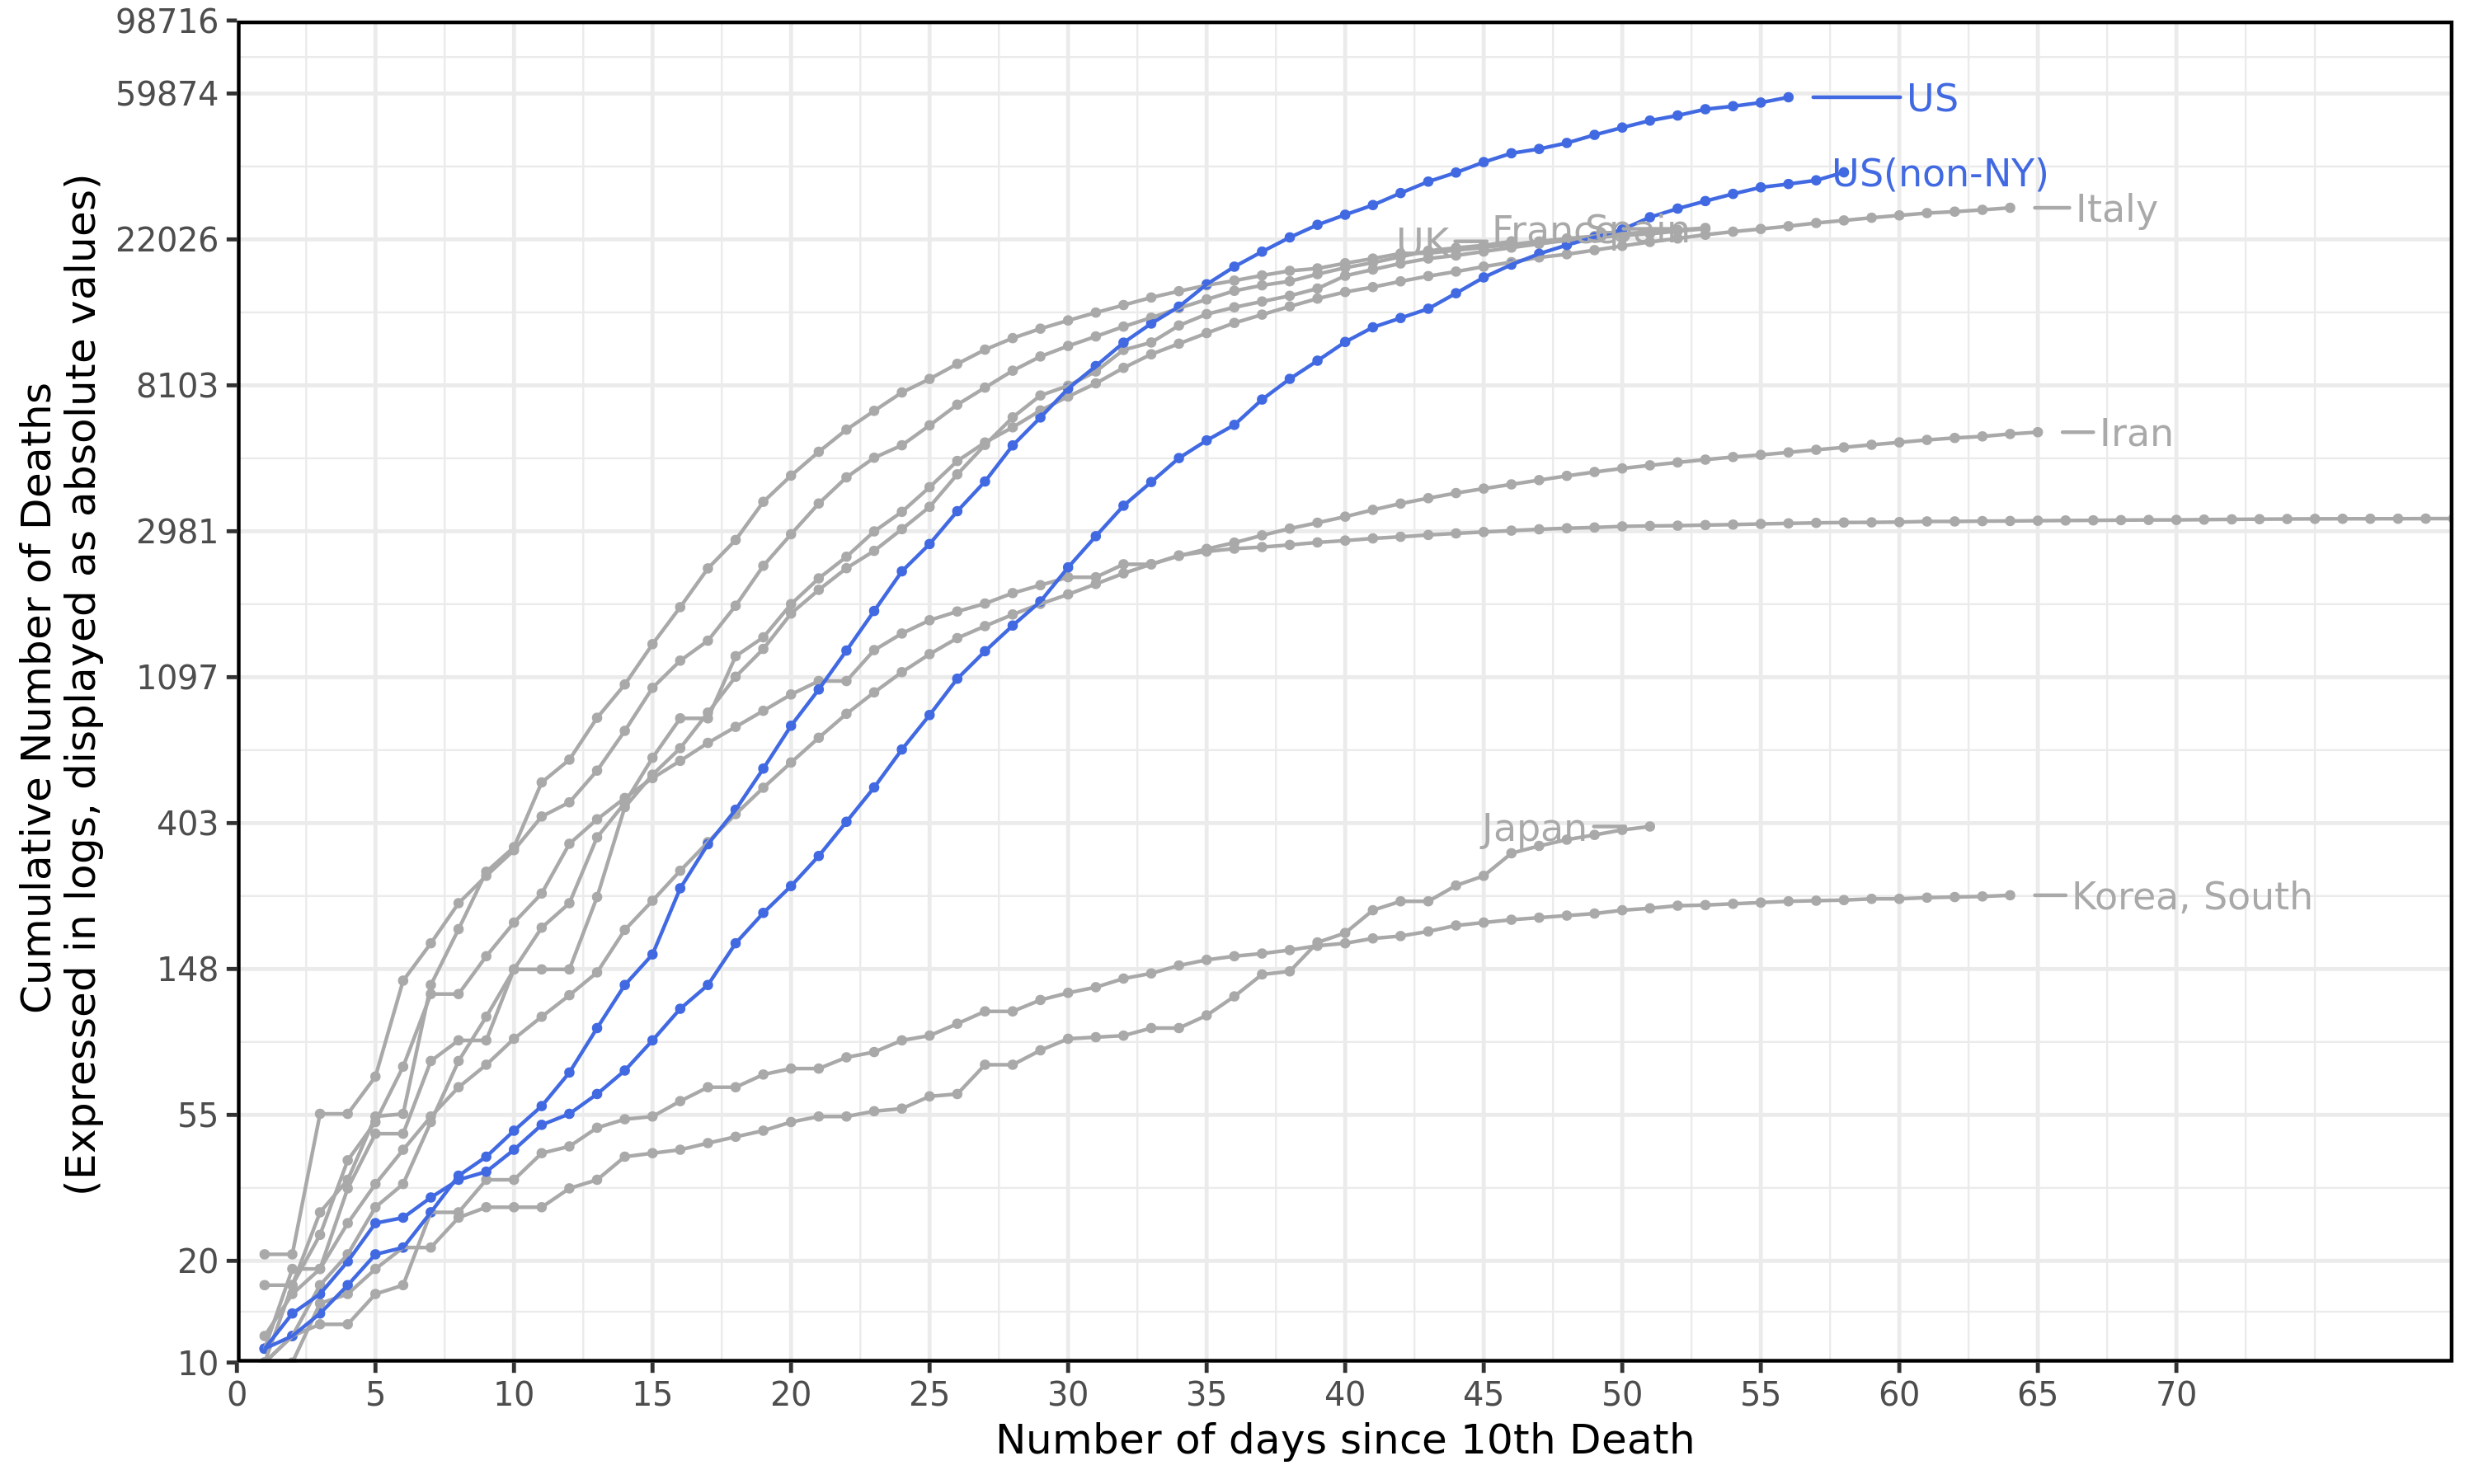 98716
59874
22026
8103
2981
1097
403
148
55
20
10
Cumulative Number of Deaths
(Expressed in logs, displayed as absolute values)
US
US(non-NY)
Italy
UK
France
Spain
Iran
Japan
Korea, South
0 5 10 15 20 25 30 35 40 45 50 55 60 65 70
Number of days since 10th Death